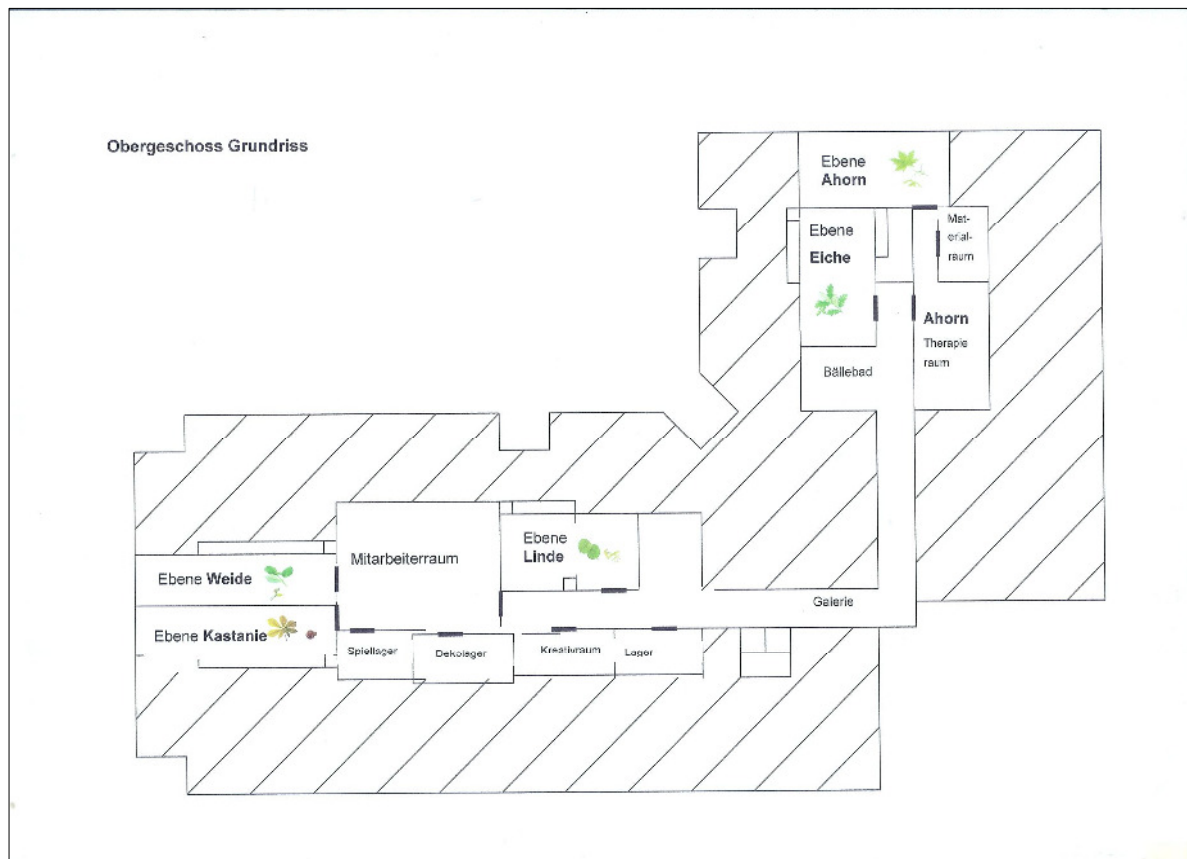 Obergeschoss Grundriss
Ebene
Ahorn
Ebene
Eiche
Mat-
erial-
raum
Ahorn
Therapie
raum
Bällebad
Mitarbeiterraum
Ebene
Linde
Ebene Weide
Galerie
Ebene Kastanie
Spiellager
Dekolager
Kreativraum
Lager